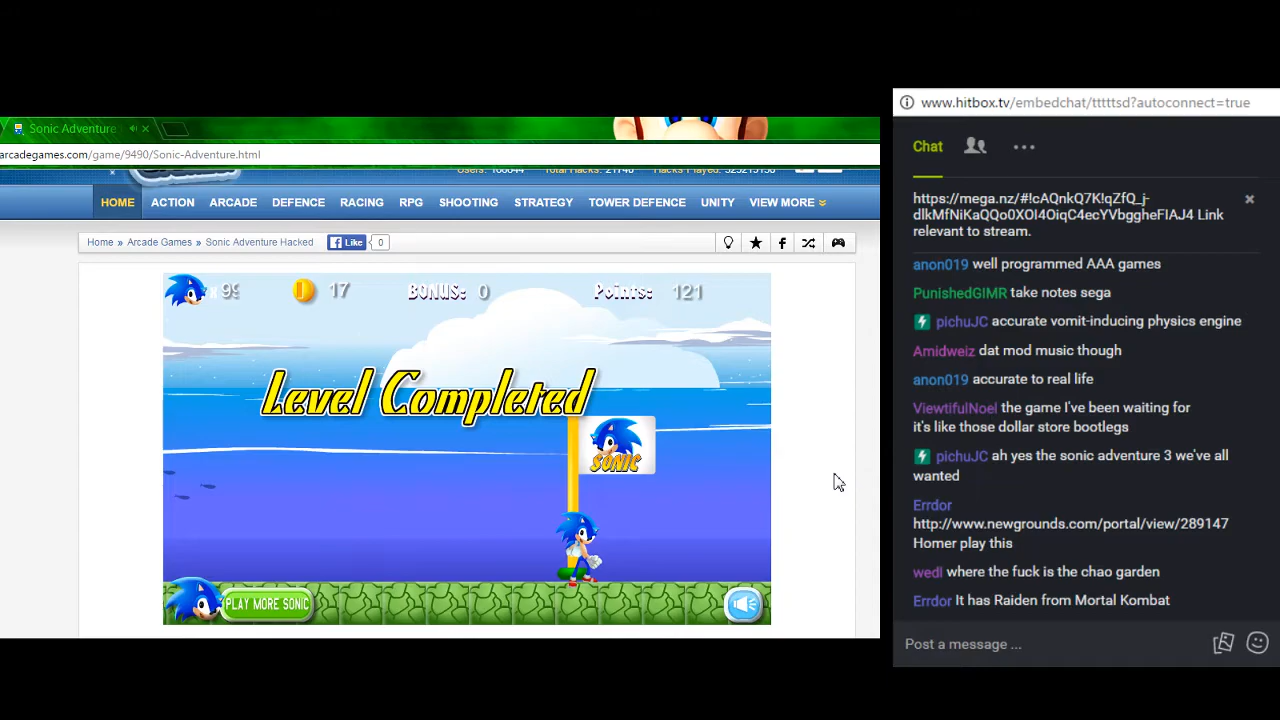 Sonic Adventure
arcadegames.com/game/9490/Sonic-Adventure.html
HOME ACTION ARCADE DEFENCE RACING RPG SHOOTING STRATEGY TOWER DEFENCE UNITY VIEW MORE
Home » Arcade Games » Sonic Adventure Hacked Like 0
99 17 BONUS: 0 Points: 121
Level Completed
SONIC
PLAY MORE SONIC
www.hitbox.tv/embedchat/tttttsd?autoconnect=true
Chat
https://mega.nz/#!cAQnkQ7K!qZfQ_j-
dlkMfNiKaQQo0XOI4OiqC4ecYVbggheFIAJ4 Link
relevant to stream.
anon019 well programmed AAA games
PunishedGIMR take notes sega
pichuJC accurate vomit-inducing physics engine
Amidweiz dat mod music though
anon019 accurate to real life
ViewtifulNoel the game I've been waiting for
it's like those dollar store bootlegs
pichuJC ah yes the sonic adventure 3 we've all
wanted
Errdor
http://www.newgrounds.com/portal/view/289147
Homer play this
wedl where the fuck is the chao garden
Errdor It has Raiden from Mortal Kombat
Post a message ...